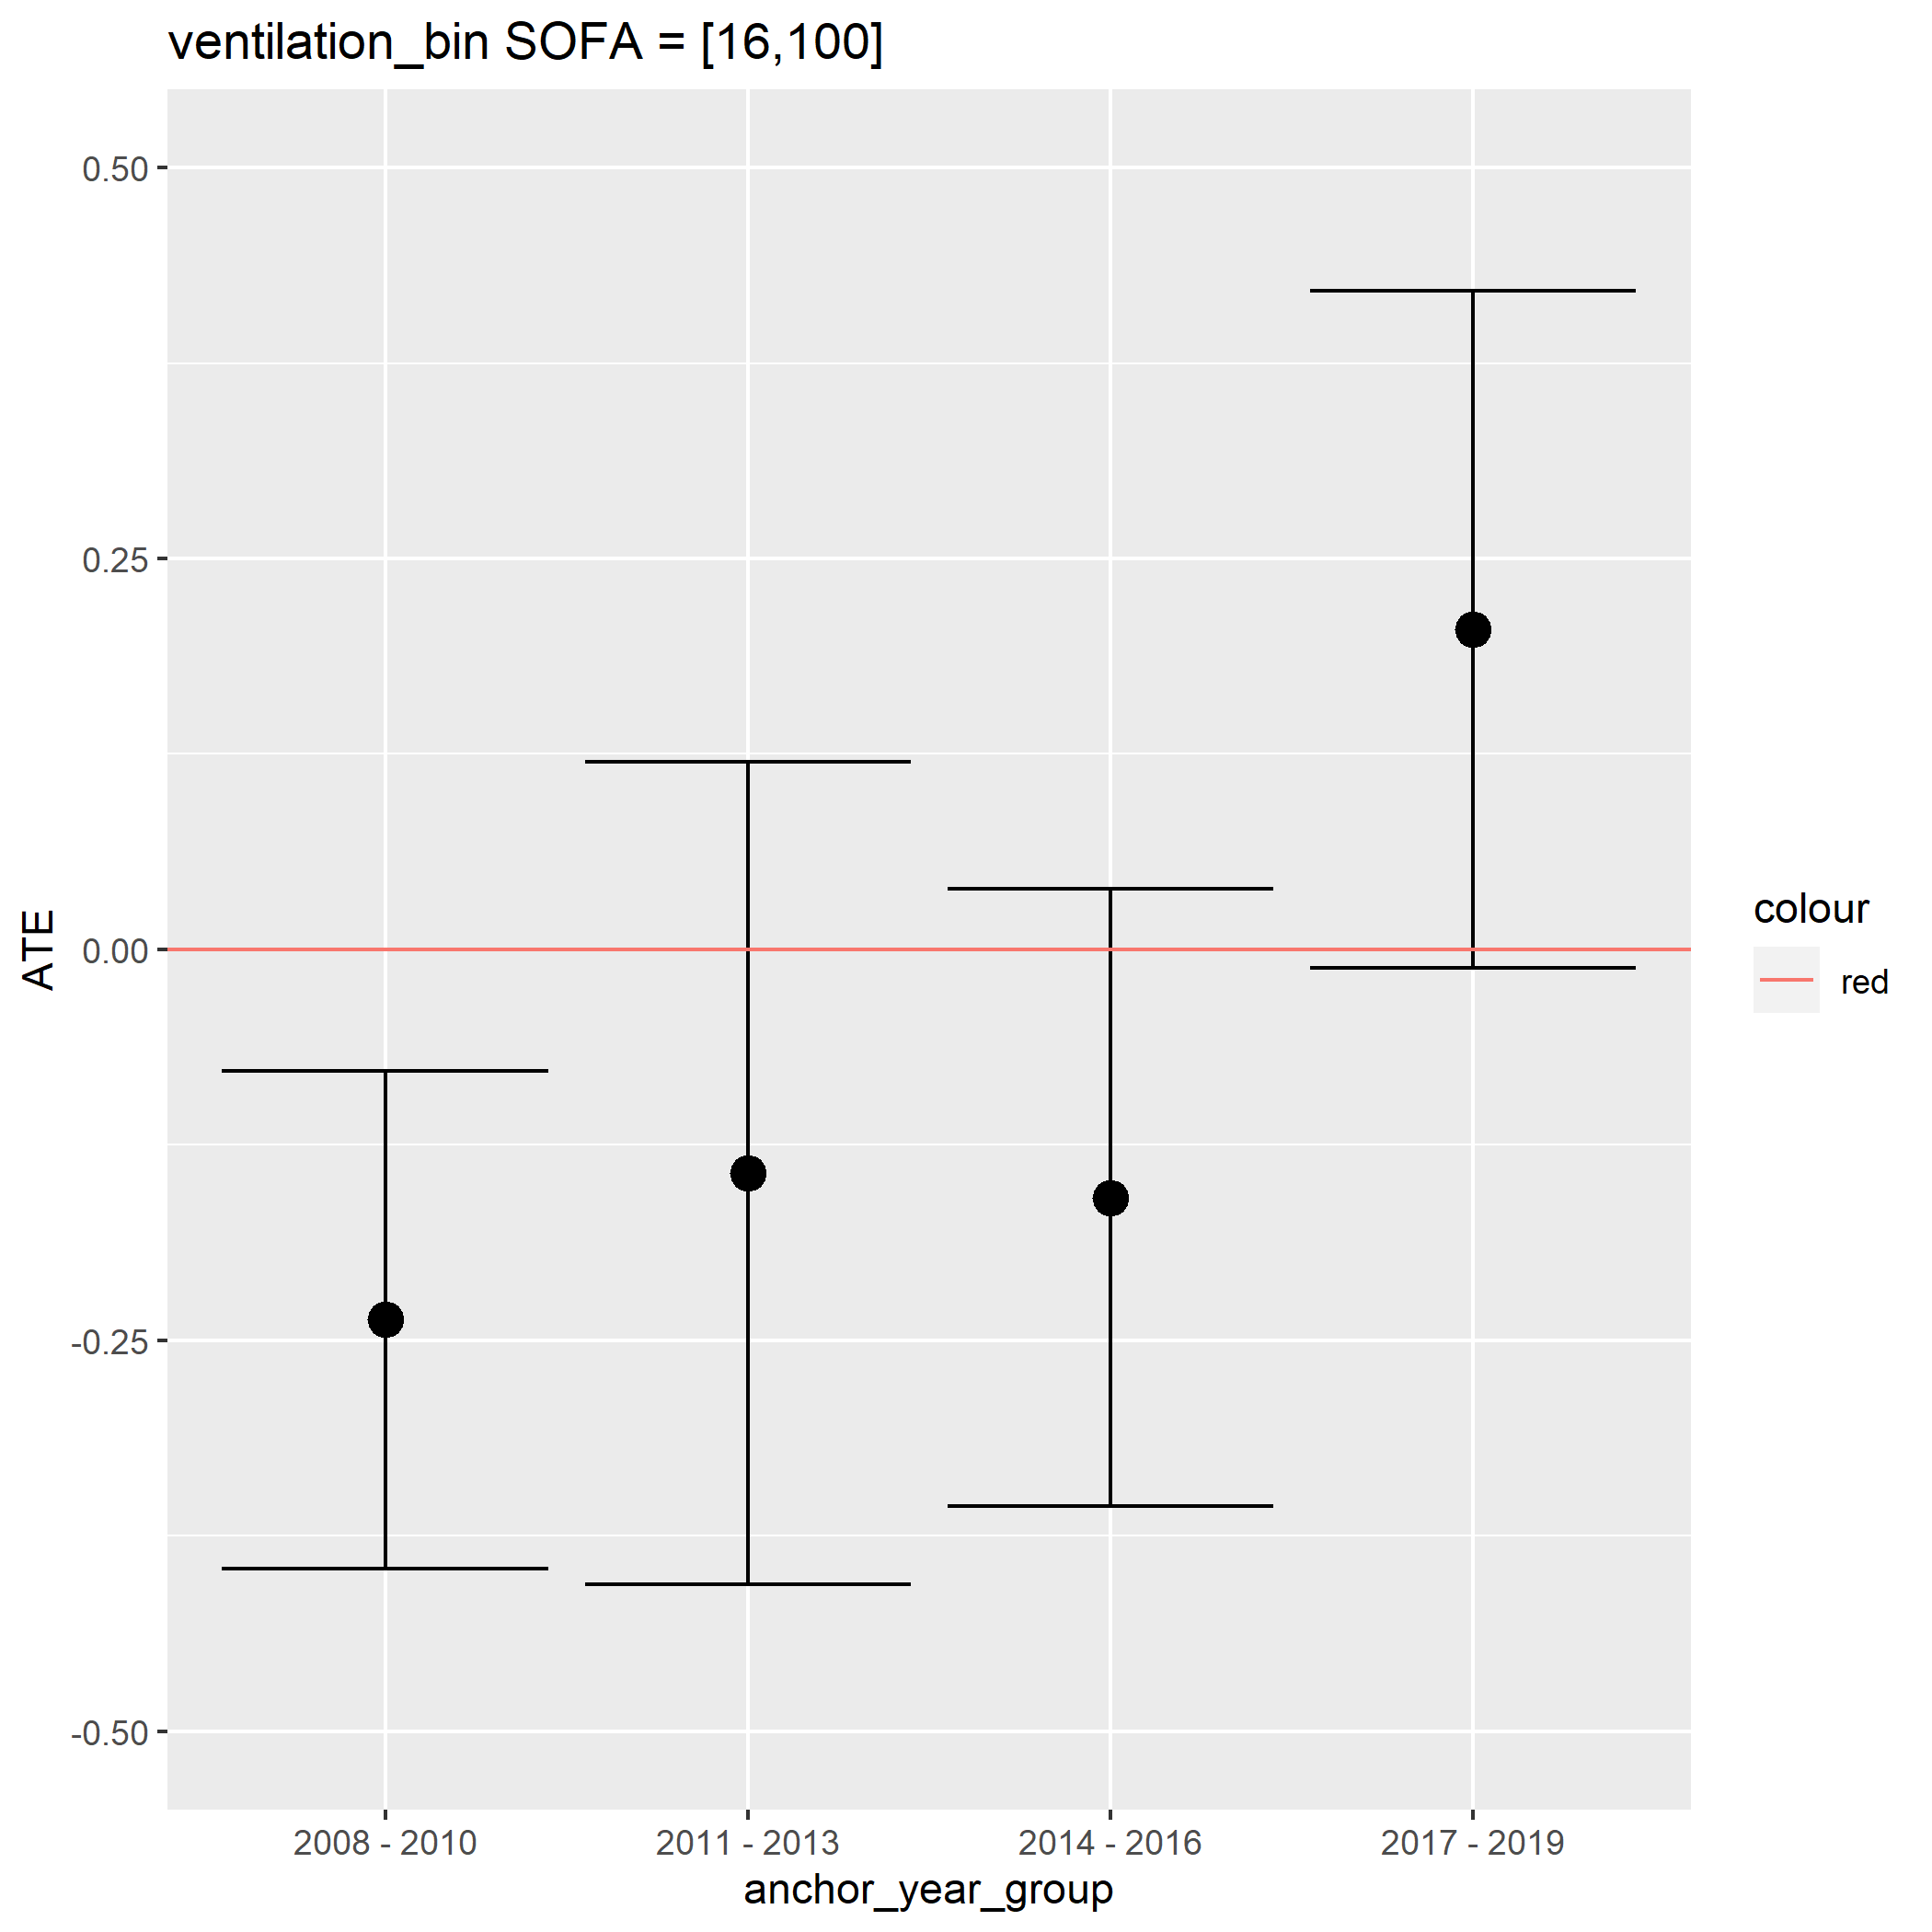 ventilation_bin SOFA = [16,100]
0.50
0.25
0.00
-0.25
-0.50
ATE
2008 - 2010
2011 - 2013
2014 - 2016
2017 - 2019
anchor_year_group
colour
red